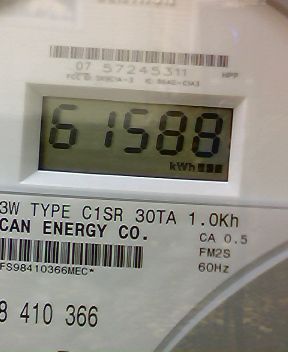 07 57245311 HPP
61588
kWh
3W TYPE C1SR 30TA 1.0Kh
CAN ENERGY CO. CA 0.5
FM2S
FS98410366MEC* 60Hz
8 410 366